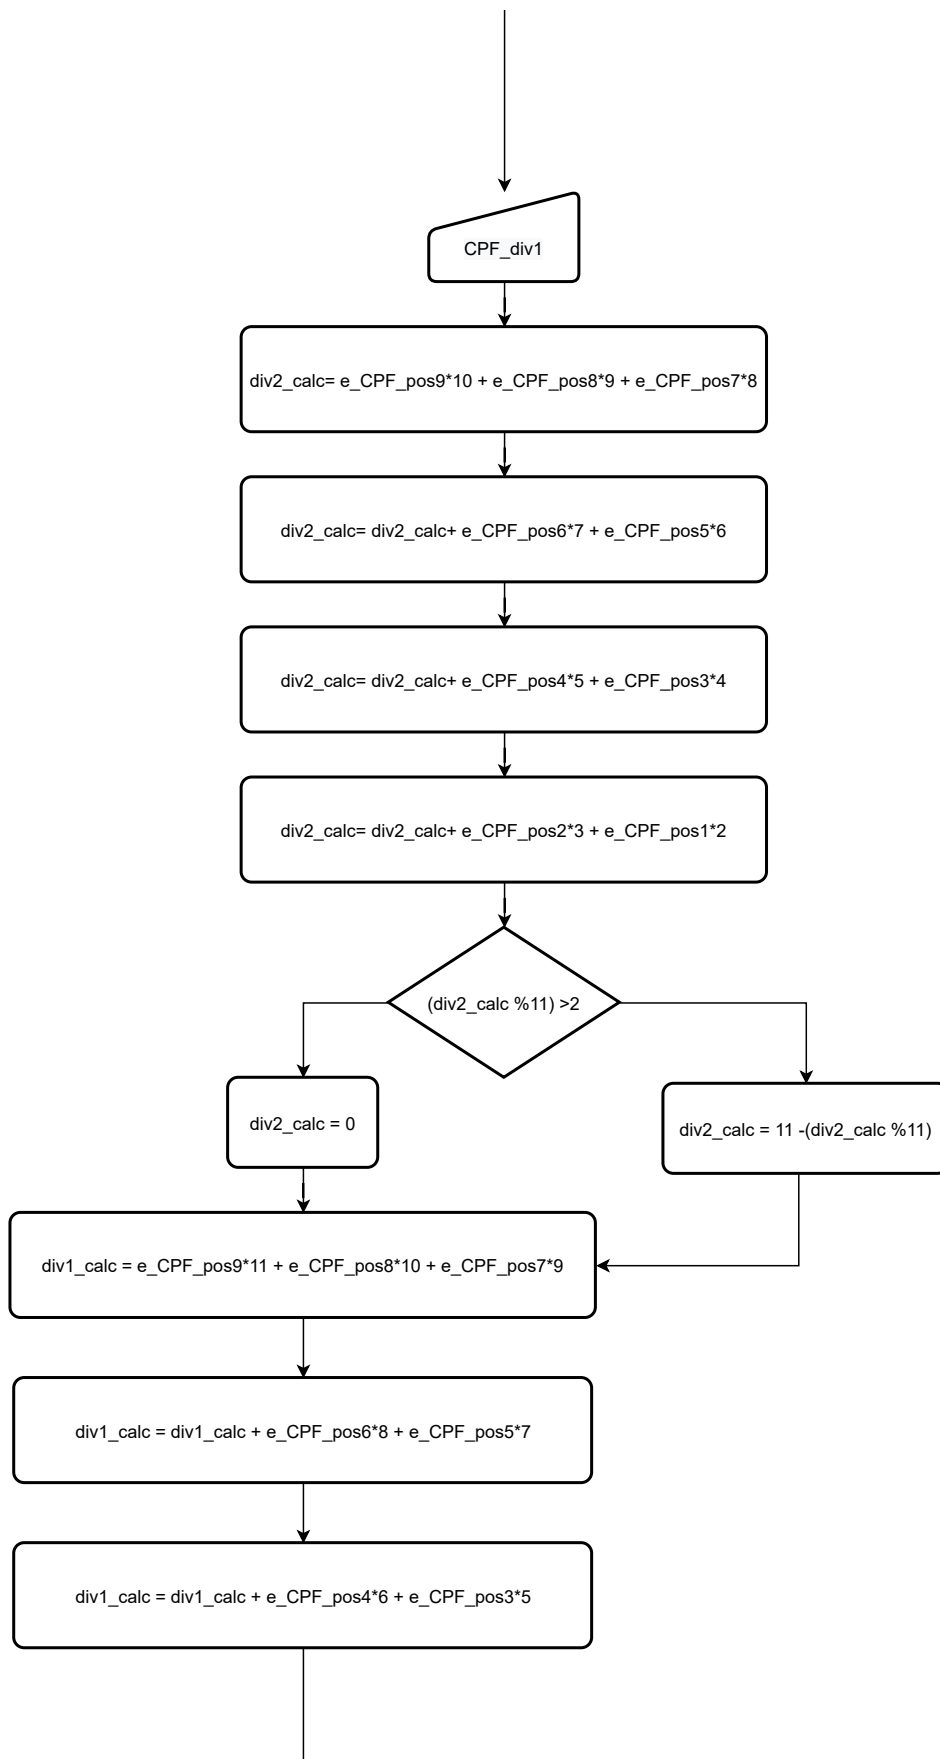 CPF_div1
div2_calc= e_CPF_pos9*10 + e_CPF_pos8*9 + e_CPF_pos7*8
div2_calc= div2_calc+ e_CPF_pos6*7 + e_CPF_pos5*6
div2_calc= div2_calc+ e_CPF_pos4*5 + e_CPF_pos3*4
div2_calc= div2_calc+ e_CPF_pos2*3 + e_CPF_pos1*2
(div2_calc %11) >2
div2_calc = 0
div2_calc = 11 -(div2_calc %11)
div1_calc = e_CPF_pos9*11 + e_CPF_pos8*10 + e_CPF_pos7*9
div1_calc = div1_calc + e_CPF_pos6*8 + e_CPF_pos5*7
div1_calc = div1_calc + e_CPF_pos4*6 + e_CPF_pos3*5